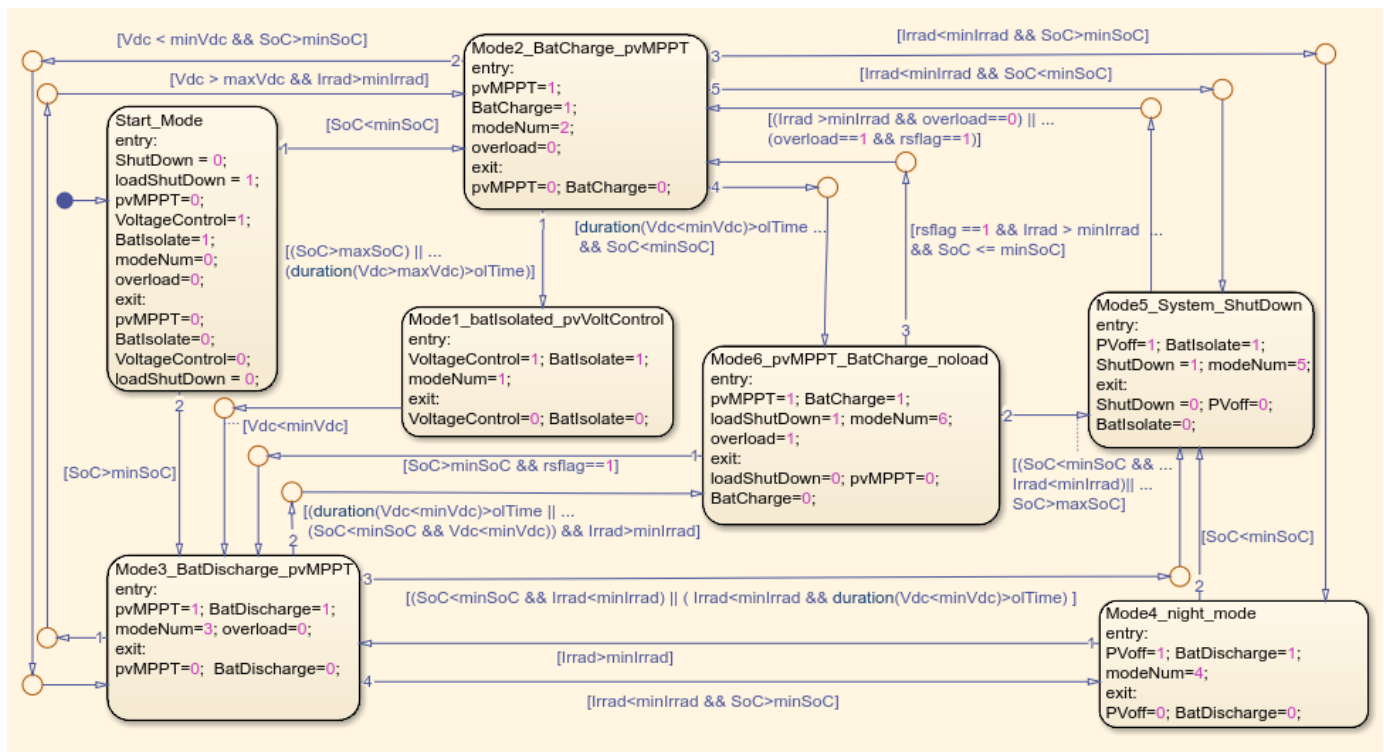 [Vdc < minVdc && SoC>minSoC]
2
[Vdc > maxVdc && Irrad>minIrrad]
Mode2_BatCharge_pvMPPT
entry:
pvMPPT=1;
BatCharge=1;
modeNum=2;
overload=0;
exit:
pvMPPT=0; BatCharge=0;
3
[Irrad<minIrrad && SoC>minSoC]
[Irrad<minIrrad && SoC<minSoC]
5
[(Irrad >minIrrad && overload==0) || ...
(overload==1 && rsflag==1)]
4
Start_Mode
entry:
ShutDown = 0;
loadShutDown = 1;
pvMPPT=0;
VoltageControl=1;
BatIsolate=1;
modeNum=0;
overload=0;
exit:
pvMPPT=0;
BatIsolate=0;
VoltageControl=0;
loadShutDown = 0;
[SoC<minSoC]
1
1
[(SoC>maxSoC) || ...
(duration(Vdc>maxVdc)>olTime)]
[duration(Vdc<minVdc)>olTime ...
&& SoC<minSoC]
[rsflag ==1 && Irrad > minIrrad ...
&& SoC <= minSoC]
Mode1_batIsolated_pvVoltControl
entry:
VoltageControl=1; BatIsolate=1;
modeNum=1;
exit:
VoltageControl=0; BatIsolate=0;
3
Mode6_pvMPPT_BatCharge_noload
entry:
pvMPPT=1; BatCharge=1;
loadShutDown=1; modeNum=6;
overload=1;
exit:
loadShutDown=0; pvMPPT=0;
BatCharge=0;
Mode5_System_ShutDown
entry:
PVoff=1; BatIsolate=1;
ShutDown =1; modeNum=5;
exit:
ShutDown =0; PVoff=0;
BatIsolate=0;
2
2
[Vdc<minVdc]
[SoC>minSoC]
[SoC>minSoC && rsflag==1]
1
[(SoC<minSoC && ...
Irrad<minIrrad)|| ...
SoC>maxSoC]
[(duration(Vdc<minVdc)>olTime || ...
(SoC<minSoC && Vdc<minVdc)) && Irrad>minIrrad]
2
[SoC<minSoC]
2
Mode3_BatDischarge_pvMPPT
entry:
pvMPPT=1; BatDischarge=1;
modeNum=3; overload=0;
exit:
pvMPPT=0; BatDischarge=0;
3
[(SoC<minSoC && Irrad<minIrrad) || ( Irrad<minIrrad && duration(Vdc<minVdc)>olTime) ]
1
1
[Irrad>minIrrad]
4
[Irrad<minIrrad && SoC>minSoC]
Mode4_night_mode
entry:
PVoff=1; BatDischarge=1;
modeNum=4;
exit:
PVoff=0; BatDischarge=0;